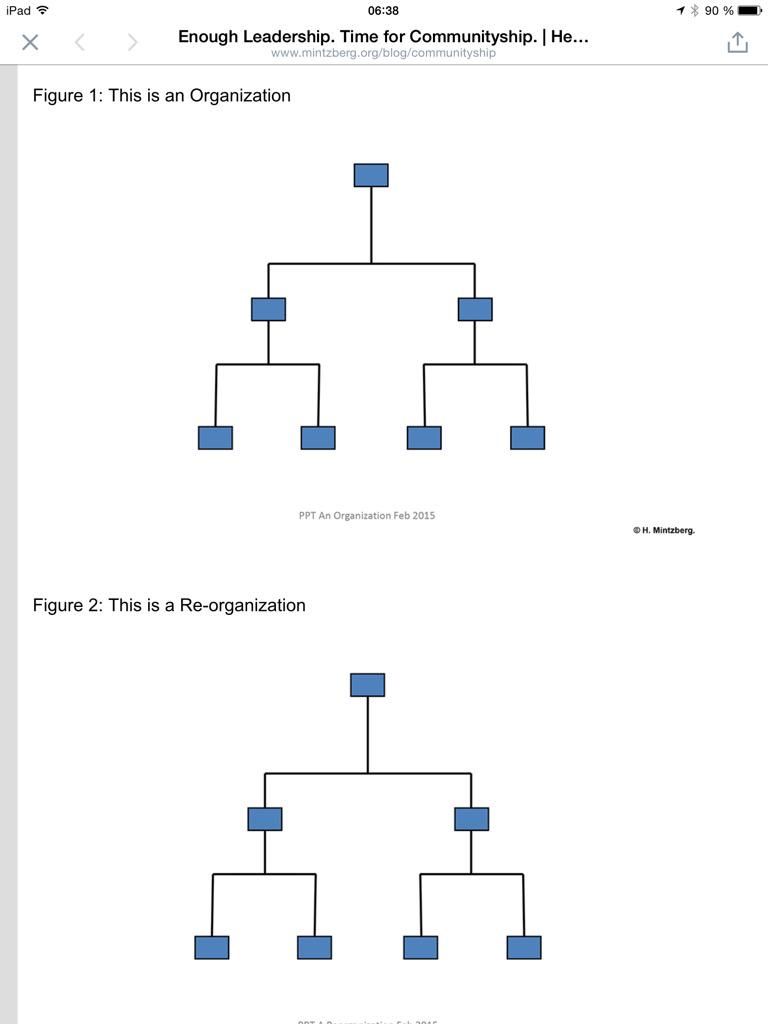 iPad 06:38 90 %
Enough Leadership. Time for Communityship. | He...
www.mintzberg.org/blog/communityship
Figure 1: This is an Organization
PPT An Organization Feb 2015
© H. Mintzberg.
Figure 2: This is a Re-organization